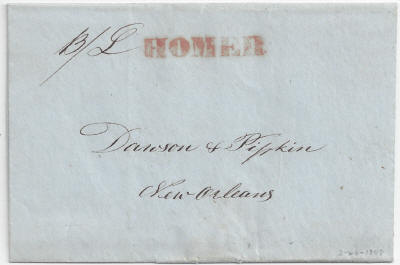 B/L HOMER
Dawson & Pipkin
New Orleans